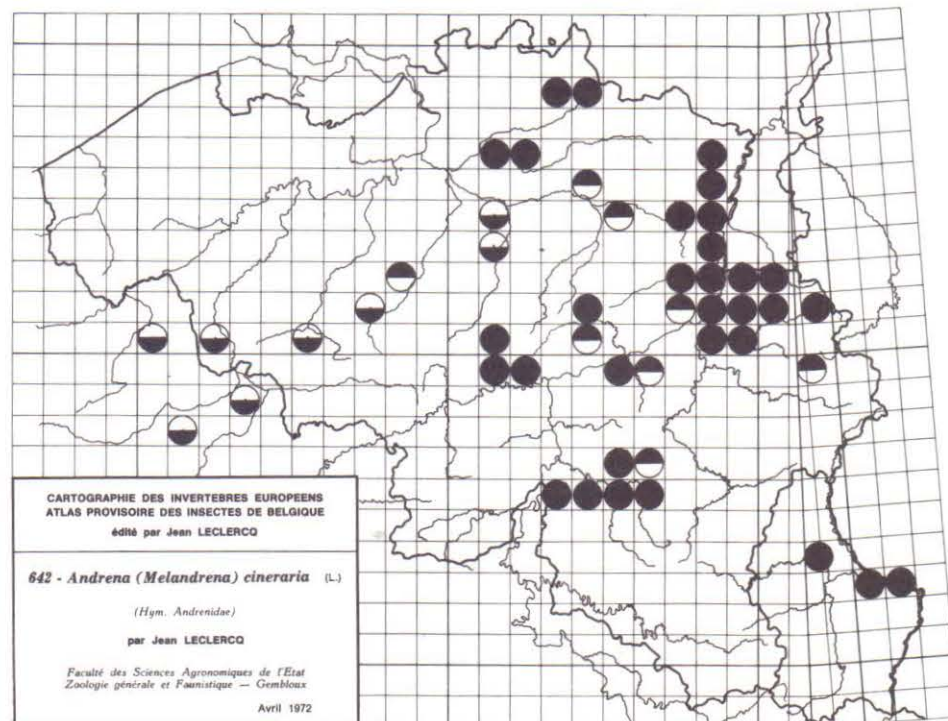 CARTOGRAPHIE DES INVERTEBRES EUROPEENS
ATLAS PROVISOIRE DES INSECTES DE BELGIQUE
édité par Jean LECLERCQ
642 - Andrena (Melandrena) cineraria (L.)
(Hym. Andrenidae)
par Jean LECLERCQ
Faculté des Sciences Agronomiques de l'Etat
Zoologie générale et Faunistique — Gembloux
Avril 1972